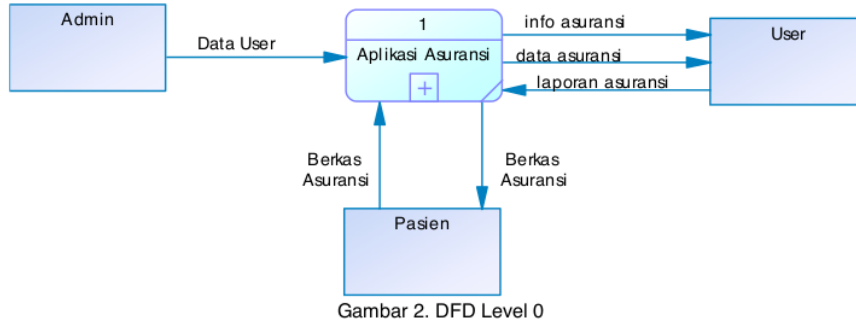 Admin
Data User
1
Aplikasi Asuransi
info asuransi
data asuransi
laporan asuransi
User
Berkas
Asuransi
Berkas
Asuransi
Pasien
Gambar 2. DFD Level 0